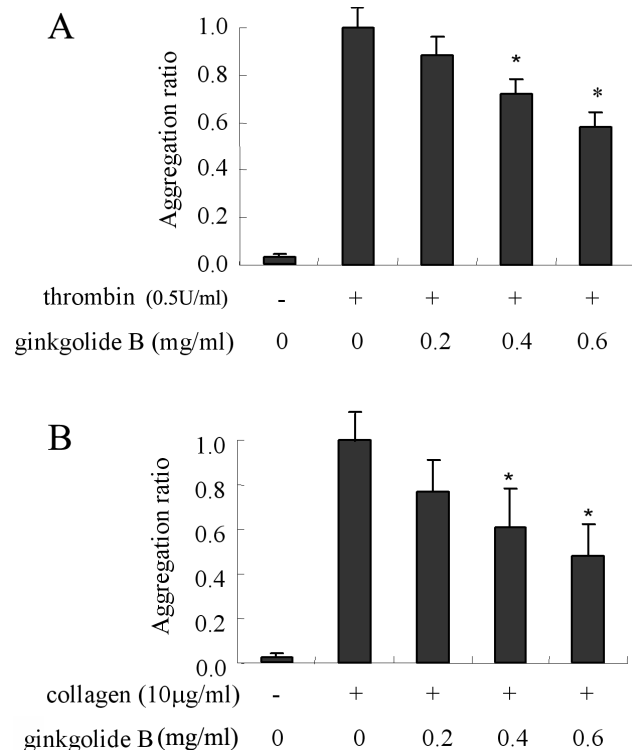 A
Aggregation ratio
1.0
0.8
0.6
0.4
0.2
0.0
*
*
thrombin (0.5U/ml) - + + + +
ginkgolide B (mg/ml) 0 0 0.2 0.4 0.6
B
Aggregation ratio
1.0
0.8
0.6
0.4
0.2
0.0
*
*
collagen (10µg/ml) - + + + +
ginkgolide B (mg/ml) 0 0 0.2 0.4 0.6